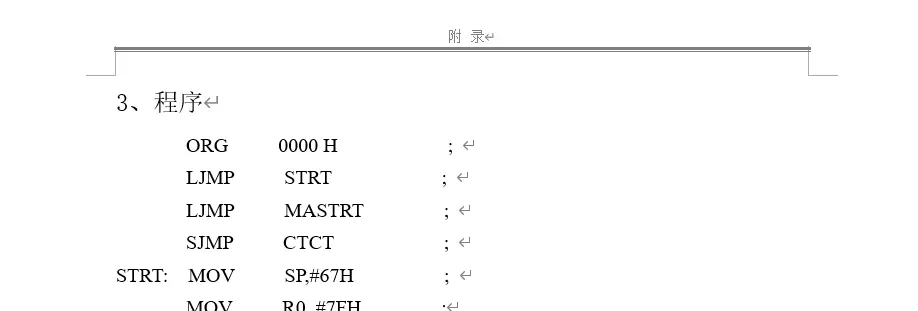 附 录
3、程序
ORG 0000 H ;
LJMP STRT ;
LJMP MASTRT ;
SJMP CTCT ;
STRT: MOV SP,#67H ;
MOV R0, #7FH ;